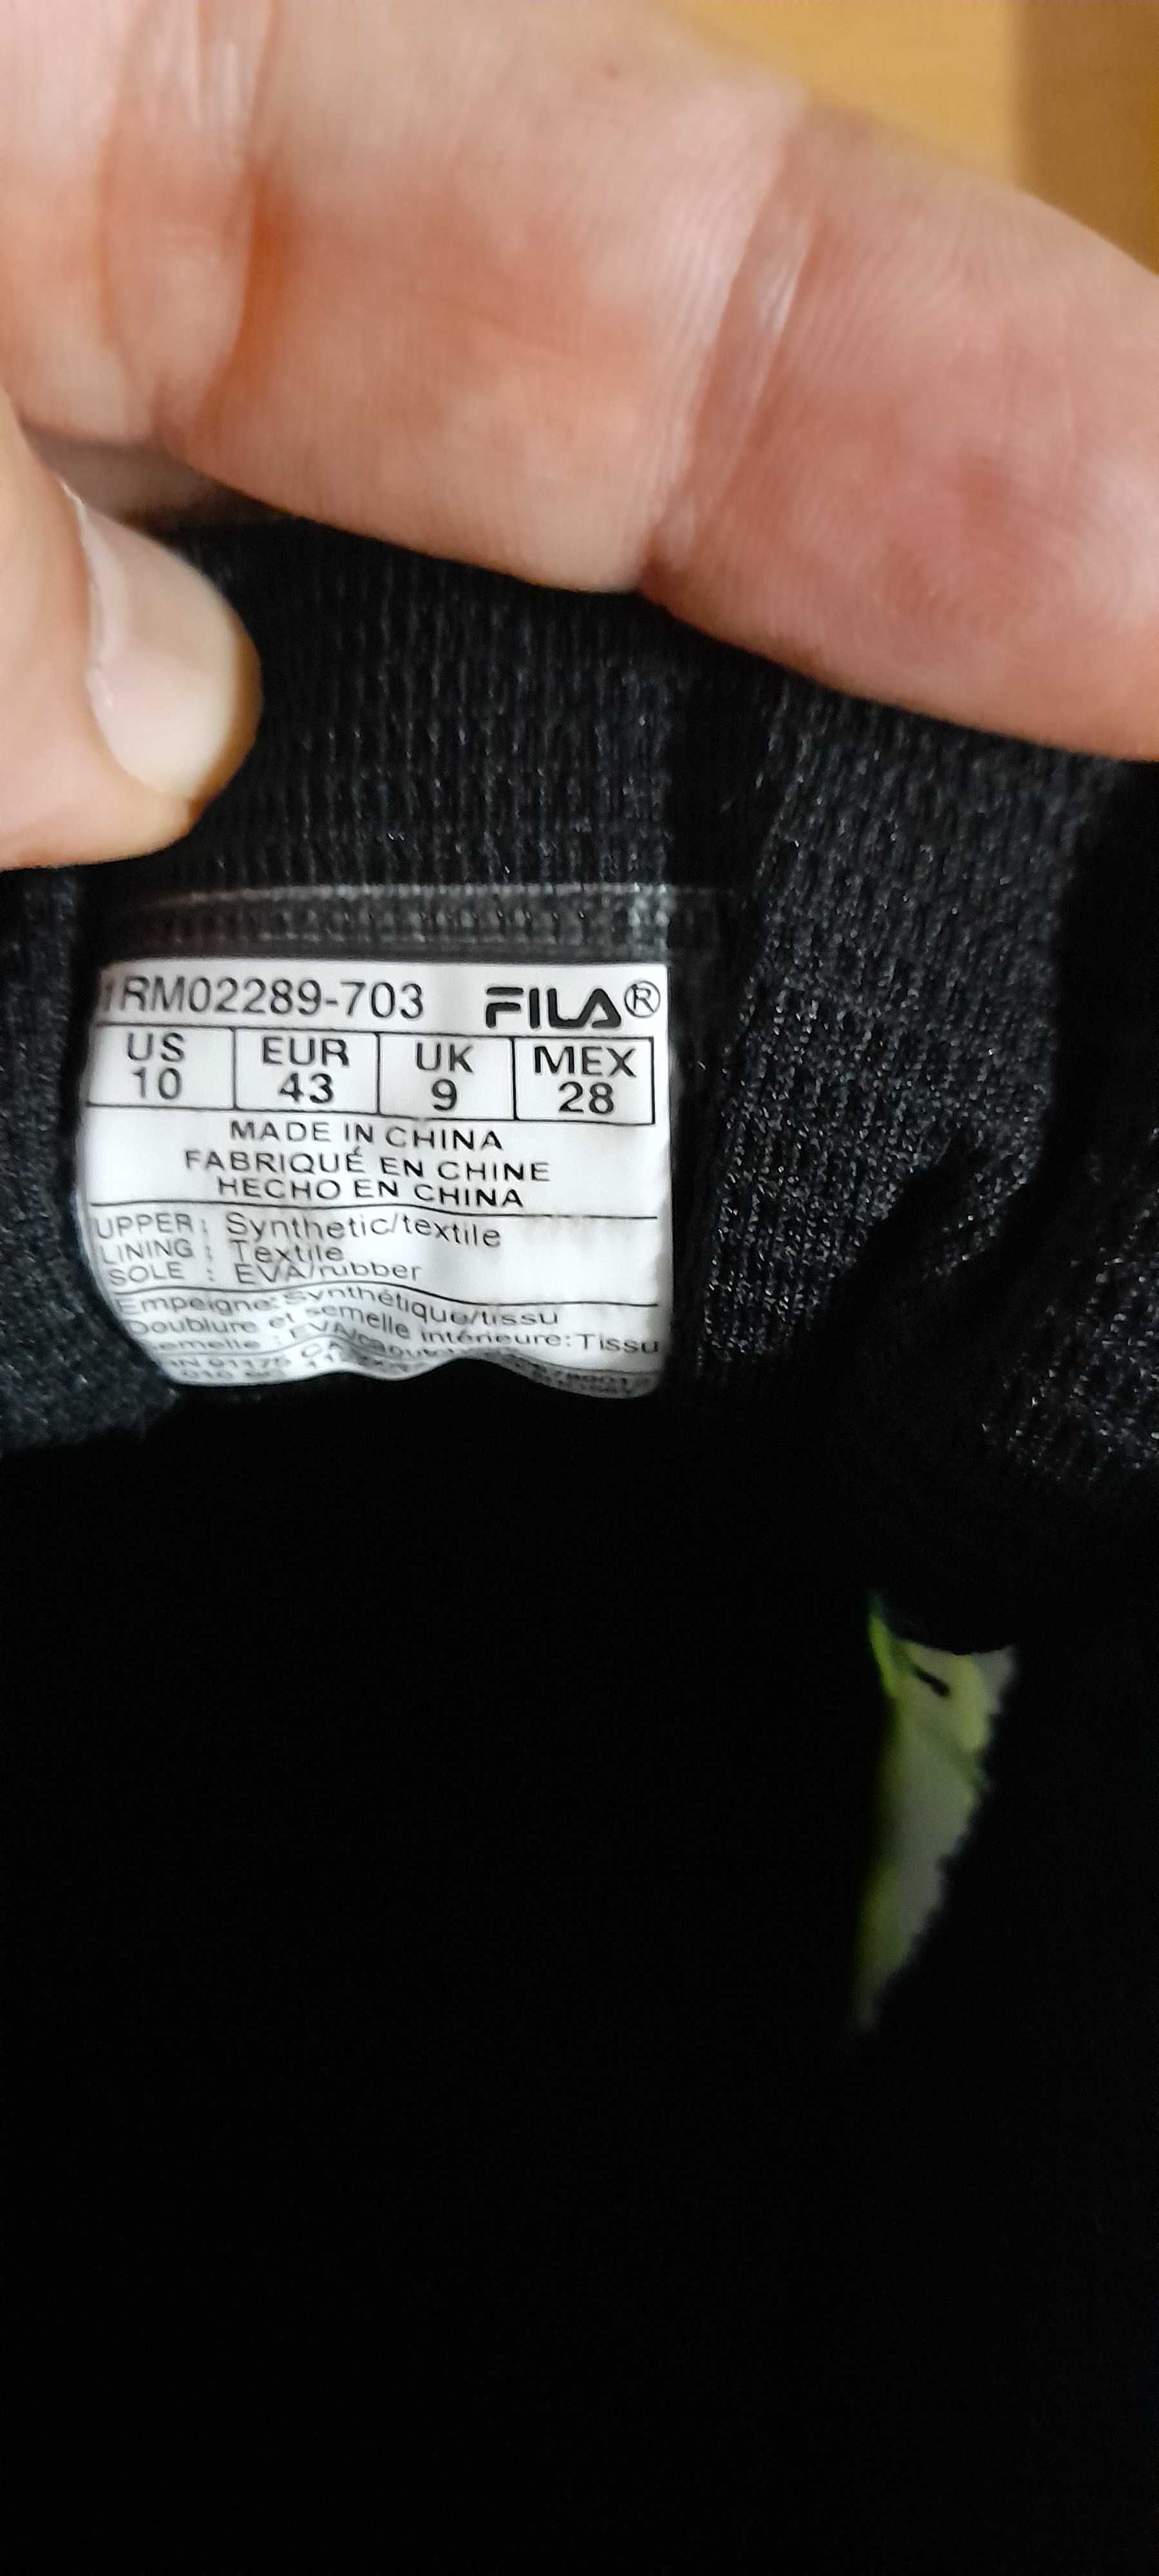 1RM02289-703 FILA®
US EUR UK MEX
10 43 9 28
MADE IN CHINA
FABRIQUÉ EN CHINE
HECHO EN CHINA
UPPER: Synthetic/textile
LINING : Textile
SOLE : EVA/rubber
Empeigne: Synthétique/tissu
Doublure et semelle intérieure: Tissu